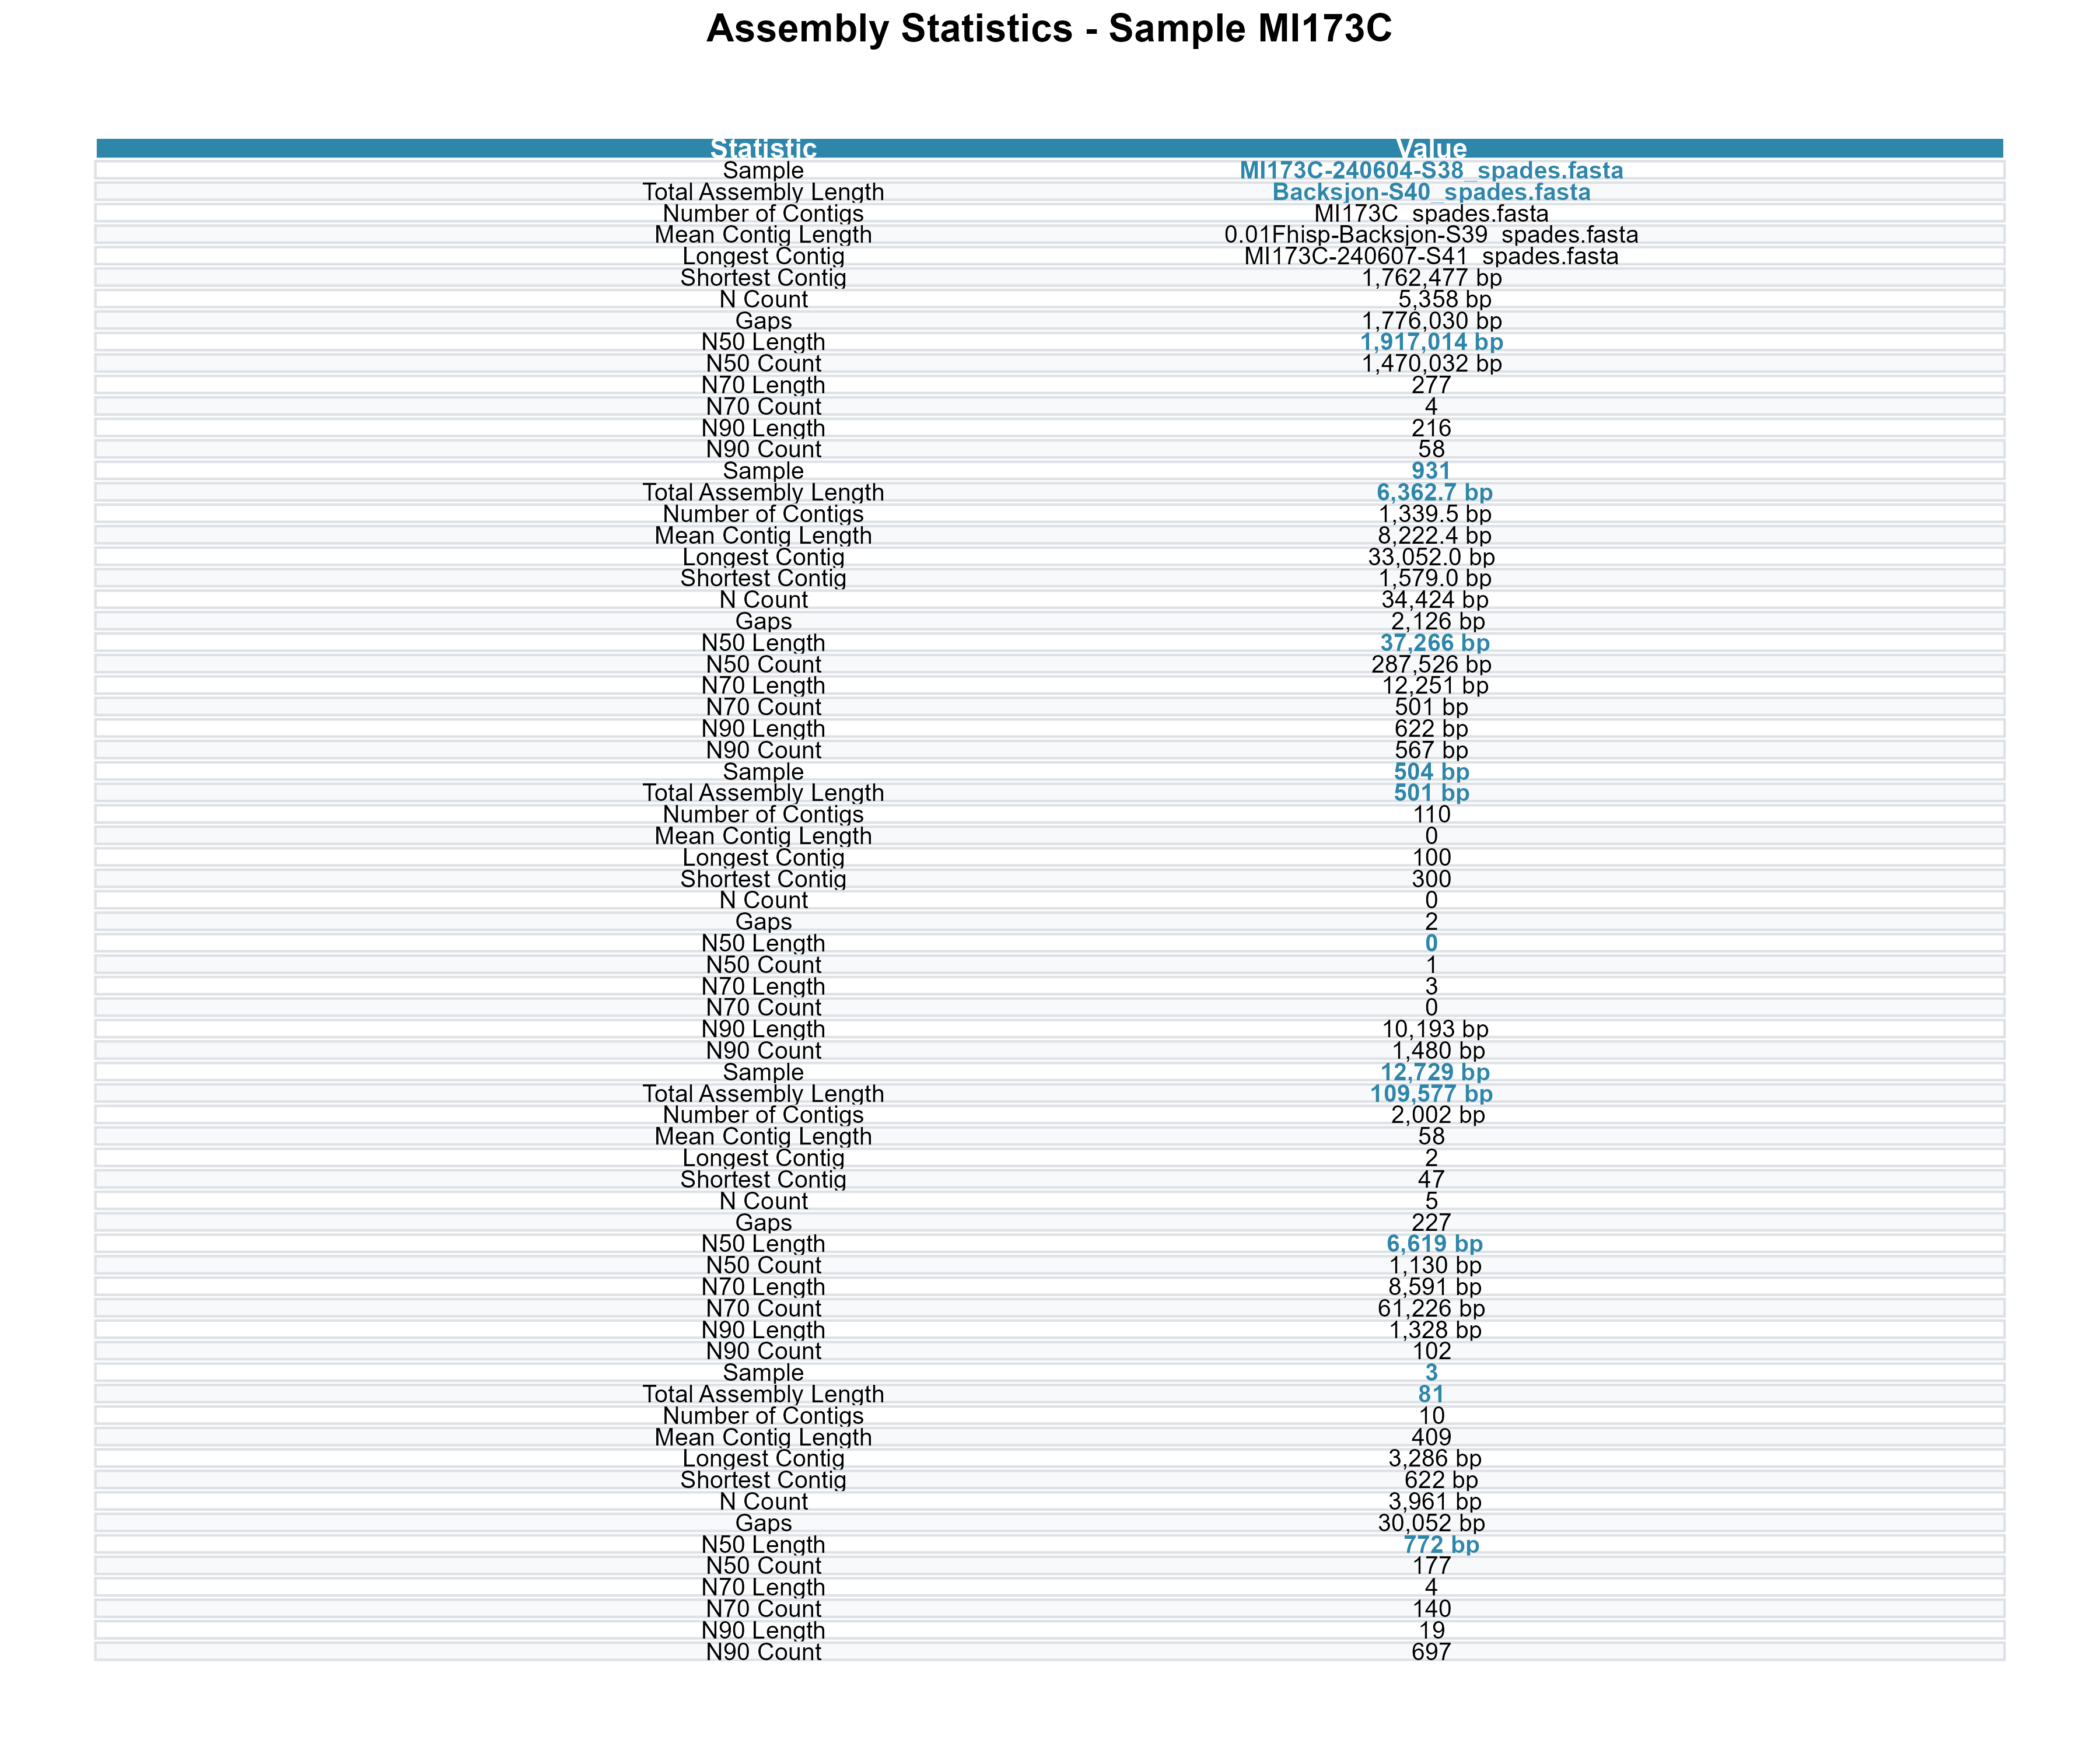 Assembly Statistics - Sample MI173C
Statistic Value
Sample MI173C-240604-S38_spades.fasta
Total Assembly Length Backsjon-S40_spades.fasta
Number of Contigs MI173C_spades.fasta
Mean Contig Length 0.01Fhisp-Backsjon-S39_spades.fasta
Longest Contig MI173C-240607-S41_spades.fasta
Shortest Contig 1,762,477 bp
N Count 5,358 bp
Gaps 1,776,030 bp
N50 Length 1,917,014 bp
N50 Count 1,470,032 bp
N70 Length 277
N70 Count 4
N90 Length 216
N90 Count 58
Sample 931
Total Assembly Length 6,362.7 bp
Number of Contigs 1,339.5 bp
Mean Contig Length 8,222.4 bp
Longest Contig 33,052.0 bp
Shortest Contig 1,579.0 bp
N Count 34,424 bp
Gaps 2,126 bp
N50 Length 37,266 bp
N50 Count 287,526 bp
N70 Length 12,251 bp
N70 Count 501 bp
N90 Length 622 bp
N90 Count 567 bp
Sample 504 bp
Total Assembly Length 501 bp
Number of Contigs 110
Mean Contig Length 0
Longest Contig 100
Shortest Contig 300
N Count 0
Gaps 2
N50 Length 0
N50 Count 1
N70 Length 3
N70 Count 0
N90 Length 10,193 bp
N90 Count 1,480 bp
Sample 12,729 bp
Total Assembly Length 109,577 bp
Number of Contigs 2,002 bp
Mean Contig Length 58
Longest Contig 2
Shortest Contig 47
N Count 5
Gaps 227
N50 Length 6,619 bp
N50 Count 1,130 bp
N70 Length 8,591 bp
N70 Count 61,226 bp
N90 Length 1,328 bp
N90 Count 102
Sample 3
Total Assembly Length 81
Number of Contigs 10
Mean Contig Length 409
Longest Contig 3,286 bp
Shortest Contig 622 bp
N Count 3,961 bp
Gaps 30,052 bp
N50 Length 772 bp
N50 Count 177
N70 Length 4
N70 Count 140
N90 Length 19
N90 Count 697